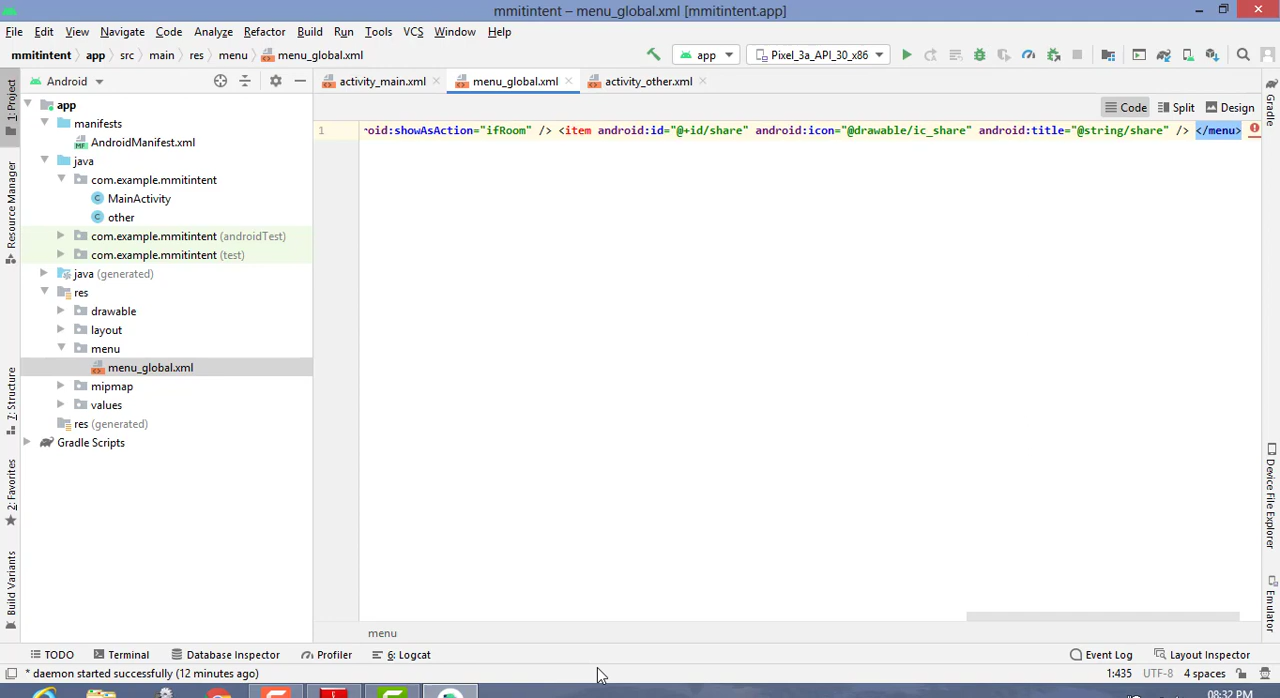 mmitintent – menu_global.xml [mmitintent.app]
File Edit View Navigate Code Analyze Refactor Build Run Tools VCS Window Help
mmitintent app src main res menu menu_global.xml app Pixel_3a_API_30_x86
Android activity_main.xml menu_global.xml activity_other.xml
Code Split Design
1 roid:showAsAction="ifRoom" /> <item android:id="@+id/share" android:icon="@drawable/ic_share" android:title="@string/share" /> </menu>
app
manifests
AndroidManifest.xml
java
com.example.mmitintent
MainActivity
other
com.example.mmitintent (androidTest)
com.example.mmitintent (test)
java (generated)
res
drawable
layout
menu
menu_global.xml
mipmap
values
res (generated)
Gradle Scripts
1: Project
Resource Manager
7: Structure
2: Favorites
Build Variants
Gradle
Device File Explorer
Emulator
menu
TODO Terminal Database Inspector Profiler 6: Logcat Event Log Layout Inspector
* daemon started successfully (12 minutes ago) 1:435 UTF-8 4 spaces
08:32 PM